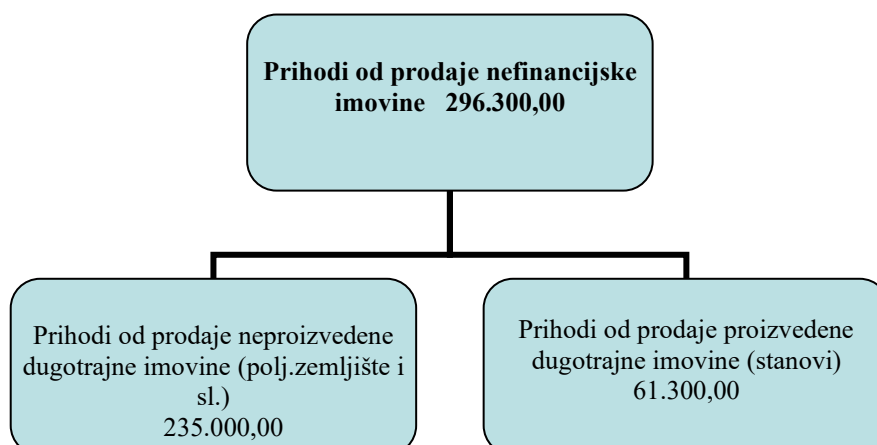 Prihodi od prodaje nefinancijske
imovine 296.300,00
Prihodi od prodaje neproizvedene
dugotrajne imovine (polj.zemljište i
sl.)
235.000,00
Prihodi od prodaje proizvedene
dugotrajne imovine (stanovi)
61.300,00